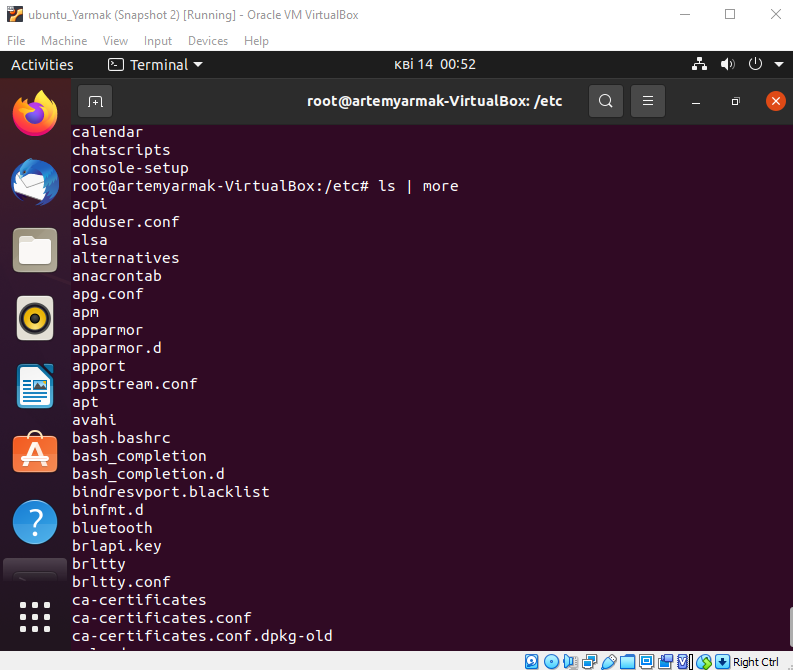 ubuntu_Yarmak (Snapshot 2) [Running] - Oracle VM VirtualBox
File Machine View Input Devices Help
Activities Terminal кві 14 00:52
root@artemyarmak-VirtualBox: /etc
calendar
chatscripts
console-setup
root@artemyarmak-VirtualBox:/etc# ls | more
acpi
adduser.conf
alsa
alternatives
anacrontab
apg.conf
apm
apparmor
apparmor.d
apport
appstream.conf
apt
avahi
bash.bashrc
bash_completion
bash_completion.d
bindresvport.blacklist
binfmt.d
bluetooth
brlapi.key
brltty
brltty.conf
ca-certificates
ca-certificates.conf
ca-certificates.conf.dpkg-old
Right Ctrl